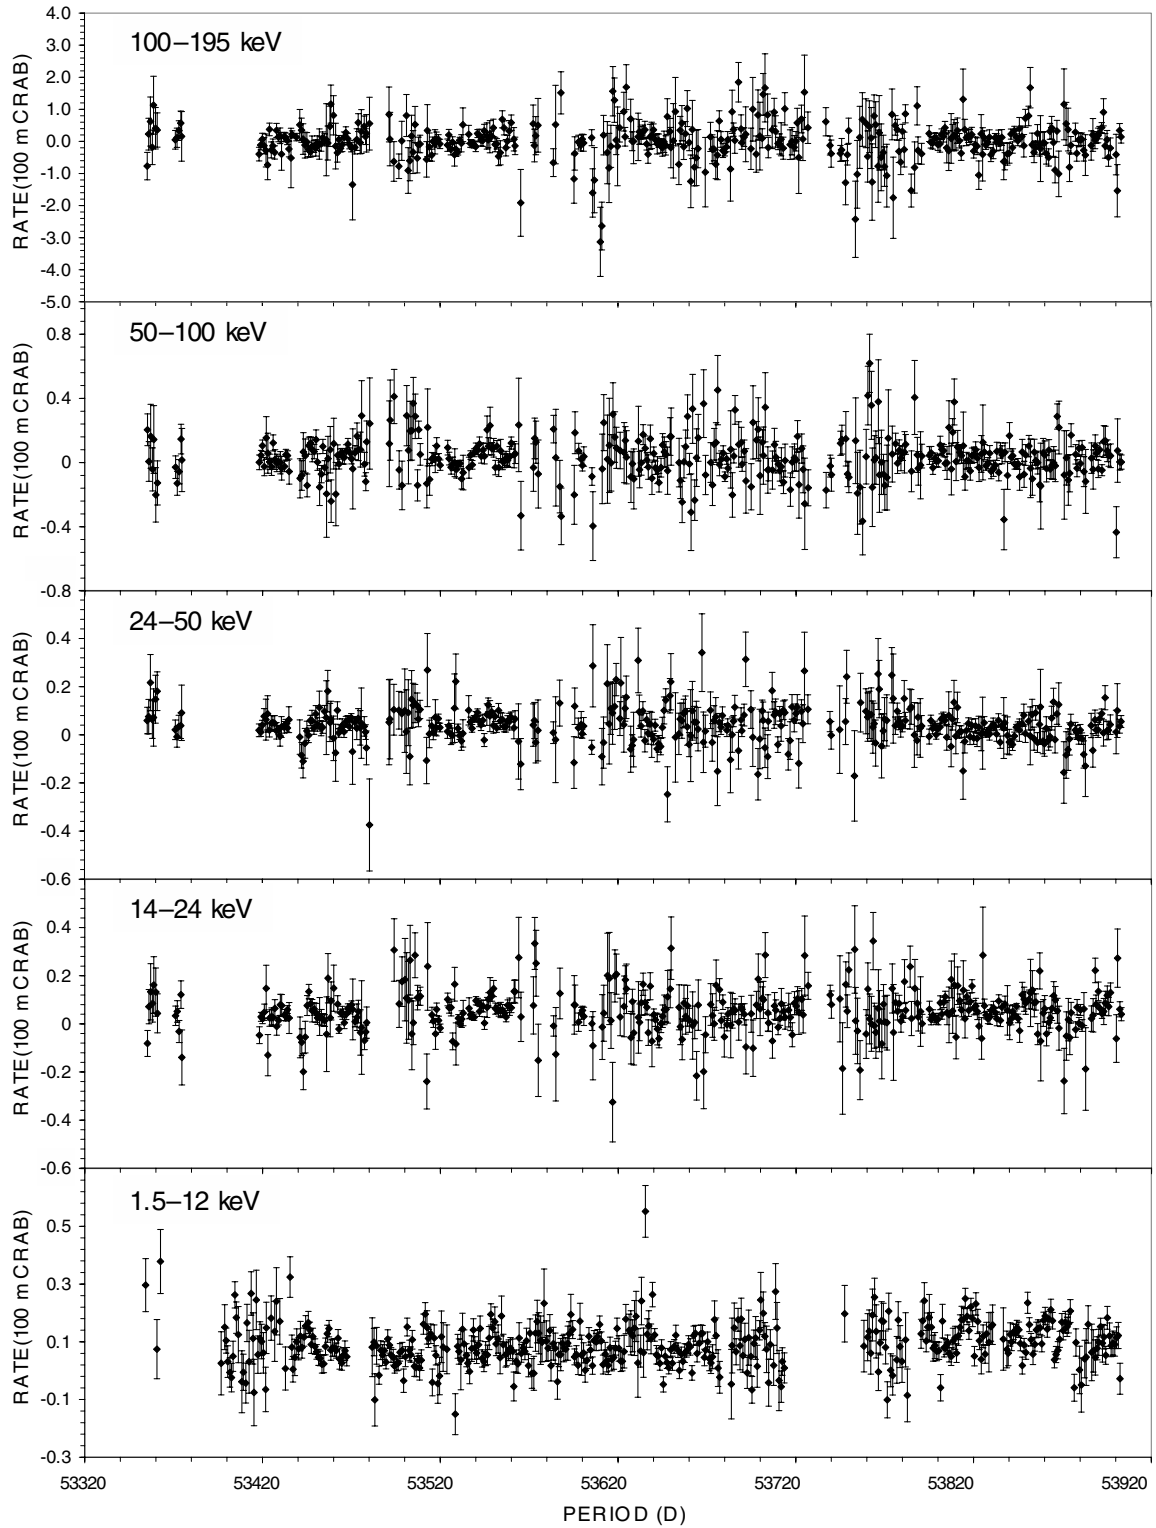 4.0
100–195 keV
3.0
2.0
1.0
0.0
-1.0
-2.0
-3.0
-4.0
-5.0
RATE(100 mCRAB)
50–100 keV
0.8
0.4
0
-0.4
-0.8
RATE(100 mCRAB)
24–50 keV
0.4
0.2
0
-0.2
-0.4
-0.6
RATE(100 mCRAB)
14–24 keV
0.4
0.2
0
-0.2
-0.4
-0.6
RATE(100 mCRAB)
1.5–12 keV
0.5
0.3
0.1
-0.1
-0.3
RATE(100 mCRAB)
53320 53420 53520 53620 53720 53820 53920
PERIOD (D)